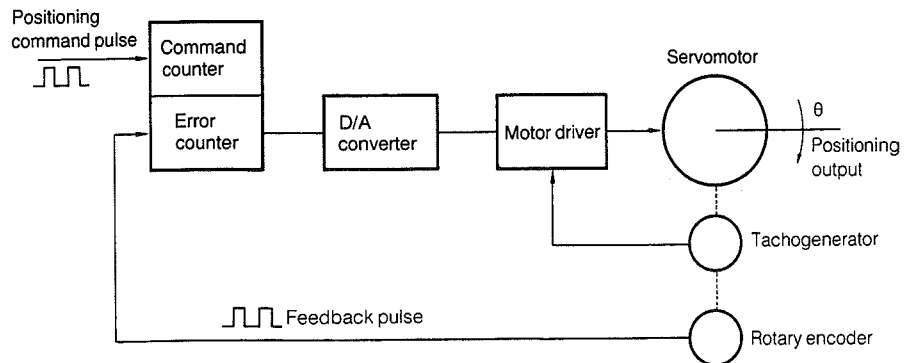 Positioning
command pulse
Command
counter
Error
counter
D/A
converter
Motor driver
Servomotor
θ
Positioning
output
Tachogenerator
Feedback pulse
Rotary encoder